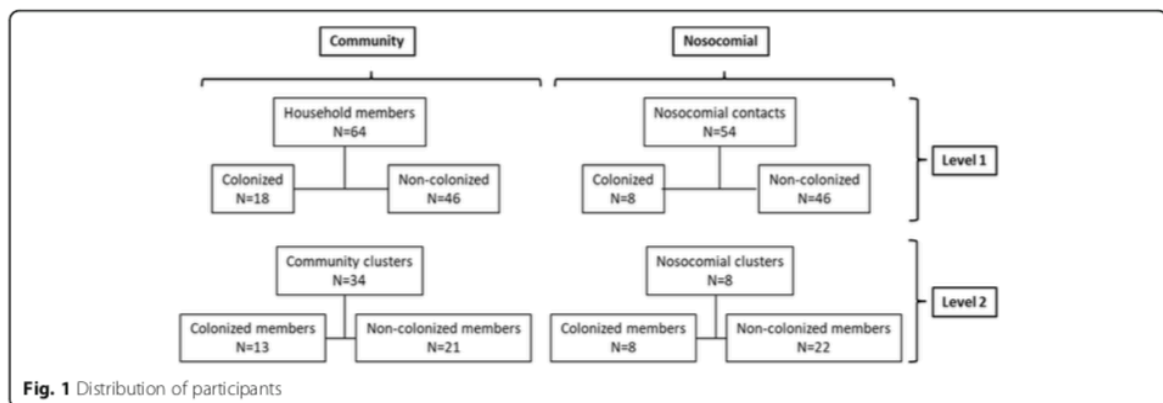 Community
Nosocomial
Household members
N=64
Nosocomial contacts
N=54
Level 1
Colonized
N=18
Non-colonized
N=46
Colonized
N=8
Non-colonized
N=46
Community clusters
N=34
Nosocomial clusters
N=8
Level 2
Colonized members
N=13
Non-colonized members
N=21
Colonized members
N=8
Non-colonized members
N=22
Fig. 1 Distribution of participants